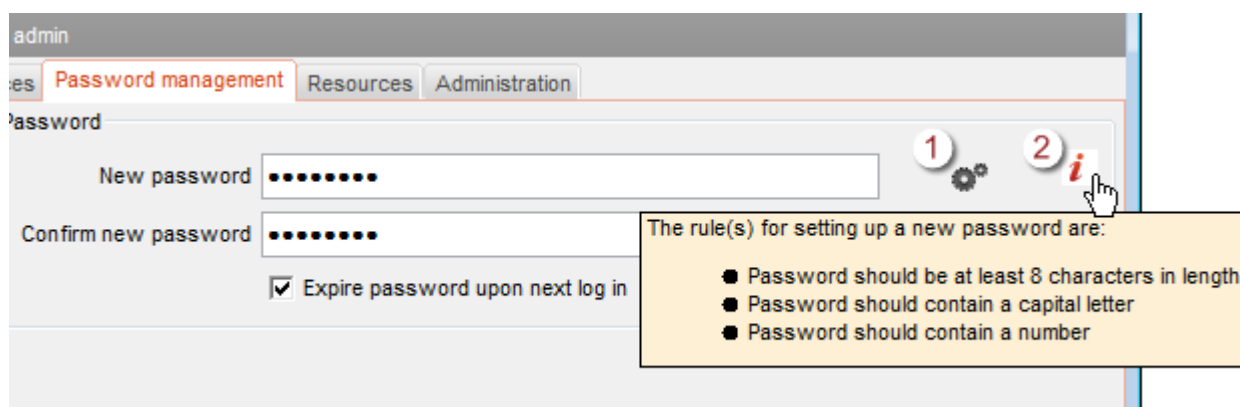 admin
es Password management Resources Administration
Password
New password ●●●●●●●● 1 2 i
Confirm new password ●●●●●●●●
The rule(s) for setting up a new password are:
● Password should be at least 8 characters in length
Expire password upon next log in
● Password should contain a capital letter
● Password should contain a number